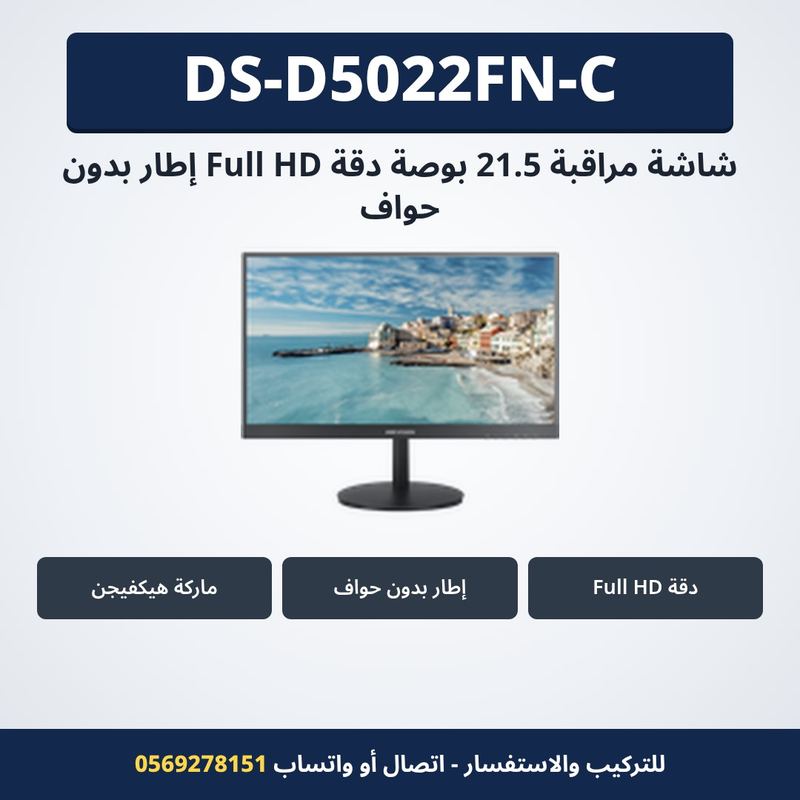 DS-D5022FN-C
شاشة مراقبة 21.5 بوصة دقة Full HD إطار بدون
حواف
HIKVISION
دقة Full HD
إطار بدون حواف
ماركة هيكفيجن
للتركيب والاستفسار - اتصال أو واتساب 0569278151